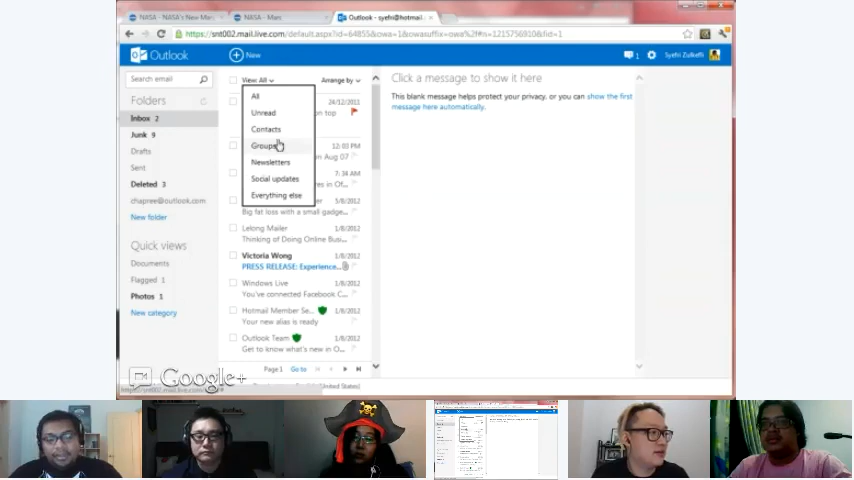 NASA - NASA's New Mar
NASA - Marc
Outlook - syefri@hotmail.c
https://snt002.mail.live.com/default.aspx?id=64855&owa=1&owasuffix=owa%2f#n=1215756910&fid=1
Outlook
New
1
Syefri Zulkefli
Search email
Folders
Inbox 2
Junk 9
Drafts
Sent
Deleted 3
chapree@outlook.com
New folder
Quick views
Documents
Flagged 1
Photos 1
New category
View: All
Arrange by
All
Unread
Contacts
Groups
Newsletters
Social updates
Everything else
24/12/2011
on top
12:03 PM
n Aug 07
7:34 AM
res in Of...
5/8/2012
Big fat loss with a small gadge...
Lelong Mailer 2/8/2012
Thinking of Doing Online Busi...
Victoria Wong 1/8/2012
PRESS RELEASE: Experience...
Windows Live 1/8/2012
You've connected Facebook C...
Hotmail Member Se... 1/8/2012
Your new alias is ready
Outlook Team 1/8/2012
Get to know what's new in O...
Page 1 Go to
Click a message to show it here
This blank message helps protect your privacy, or you can show the first
message here automatically.
Google+
United States)